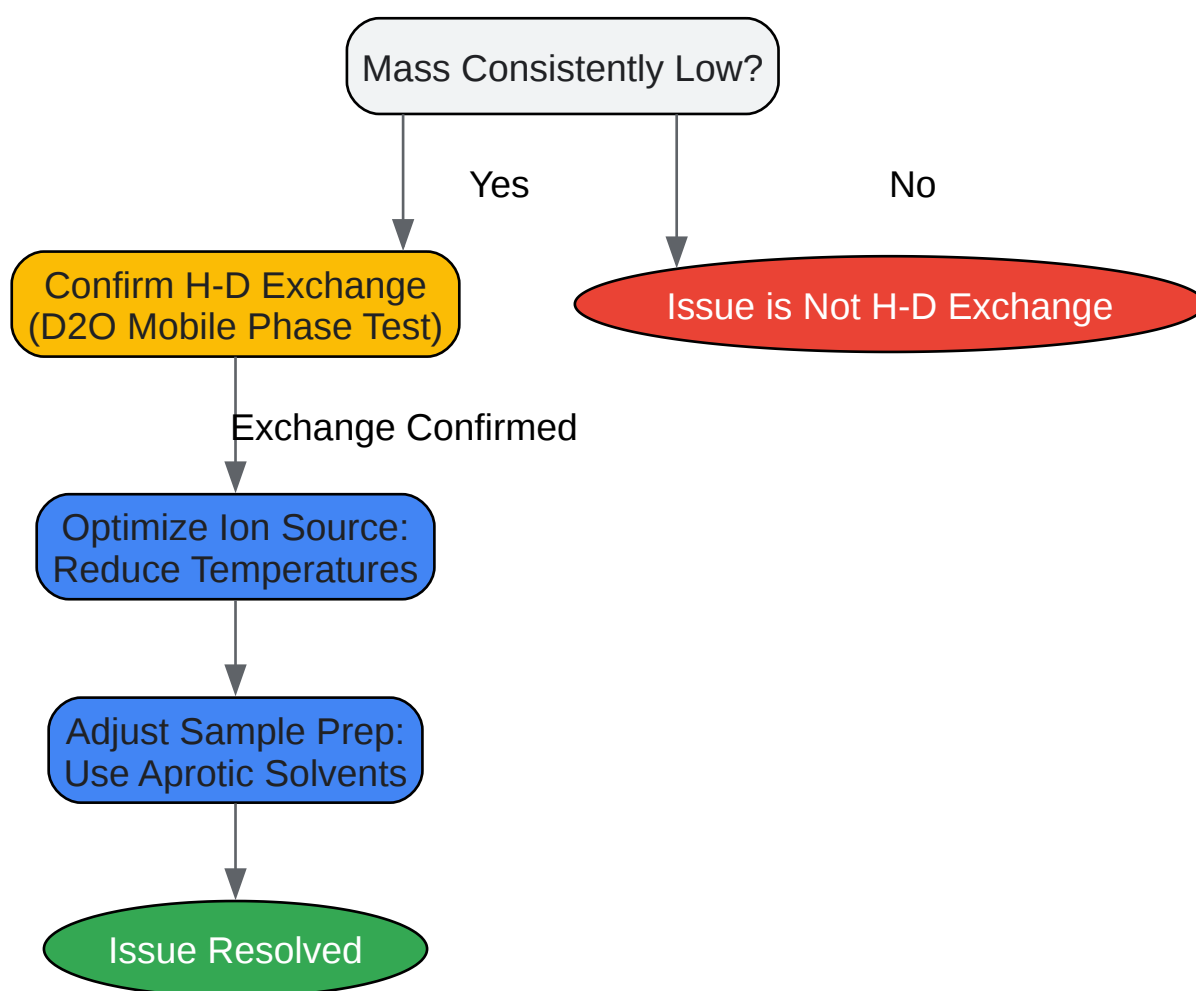 Mass Consistently Low?
Yes
No
Confirm H-D Exchange
(D2O Mobile Phase Test)
Issue is Not H-D Exchange
Exchange Confirmed
Optimize Ion Source:
Reduce Temperatures
Adjust Sample Prep:
Use Aprotic Solvents
Issue Resolved